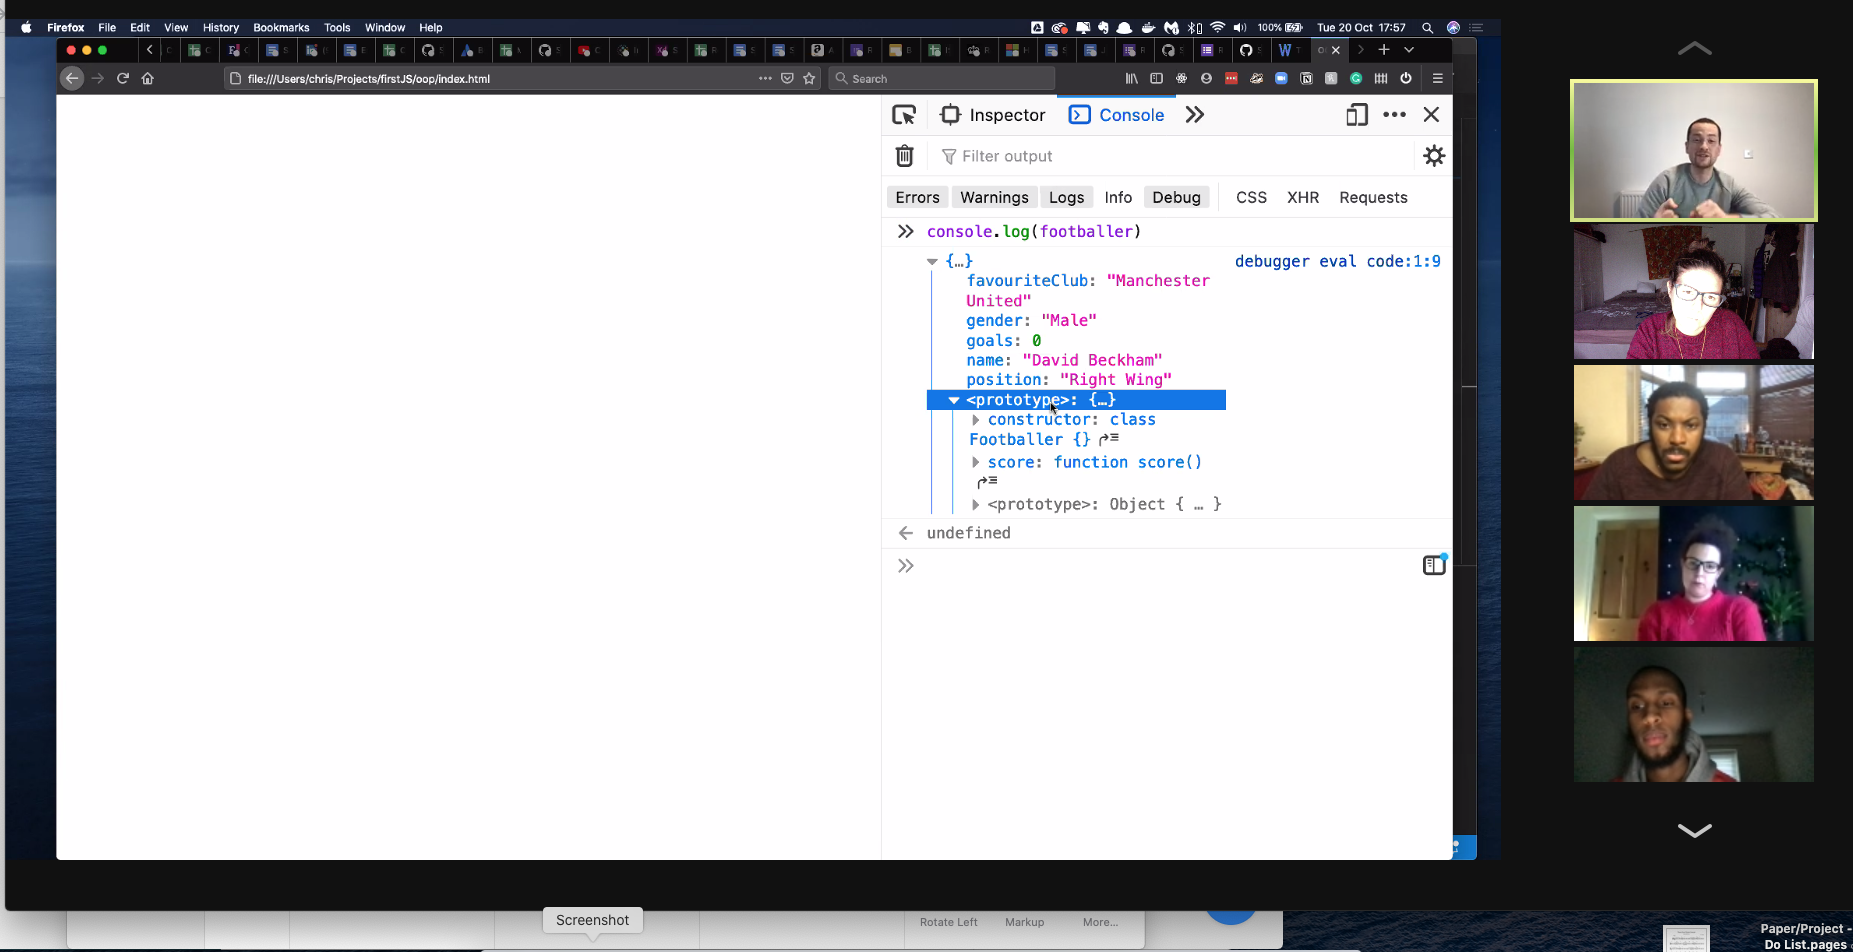 Firefox File Edit View History Bookmarks Tools Window Help
100% Tue 20 Oct 17:57
file:///Users/chris/Projects/firstJS/oop/index.html
Search
Inspector
Console
Filter output
Errors Warnings Logs Info Debug CSS XHR Requests
console.log(footballer)
{…} debugger eval code:1:9
favouriteClub: "Manchester
United"
gender: "Male"
goals: 0
name: "David Beckham"
position: "Right Wing"
<prototype>: {…}
constructor: class
Footballer {}
score: function score()
<prototype>: Object { … }
undefined
Screenshot
Rotate Left Markup More...
Paper/Project -
Do List.pages